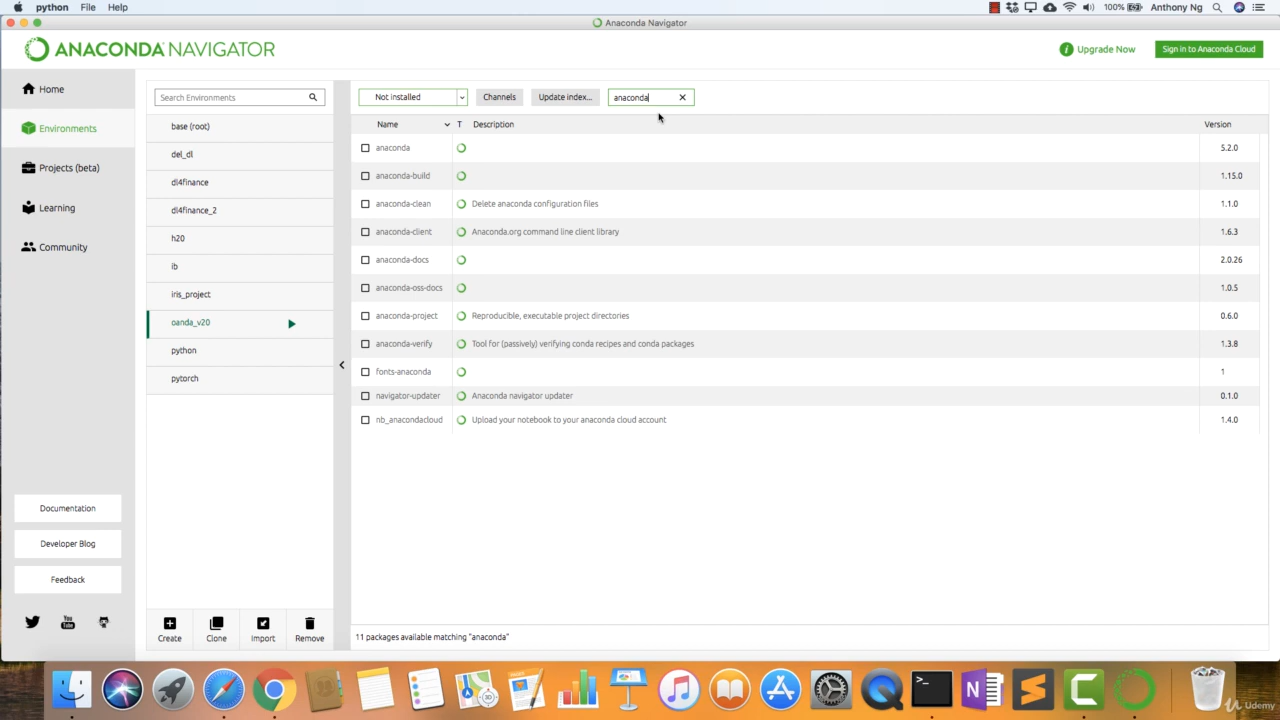 python File Help 100% Anthony Ng
Anaconda Navigator
ANACONDA NAVIGATOR
i Upgrade Now Sign in to Anaconda Cloud
Home
Environments
Projects (beta)
Learning
Community
Documentation
Developer Blog
Feedback
Search Environments
base (root)
del_dl
dl4finance
dl4finance_2
h20
ib
iris_project
oanda_v20
python
pytorch
Create Clone Import Remove
Not installed Channels Update index... anaconda
Name T Description Version
anaconda 5.2.0
anaconda-build 1.15.0
anaconda-clean Delete anaconda configuration files 1.1.0
anaconda-client Anaconda.org command line client library 1.6.3
anaconda-docs 2.0.26
anaconda-oss-docs 1.0.5
anaconda-project Reproducible, executable project directories 0.6.0
anaconda-verify Tool for (passively) verifying conda recipes and conda packages 1.3.8
fonts-anaconda 1
navigator-updater Anaconda navigator updater 0.1.0
nb_anacondacloud Upload your notebook to your anaconda cloud account 1.4.0
11 packages available matching "anaconda"
Udemy